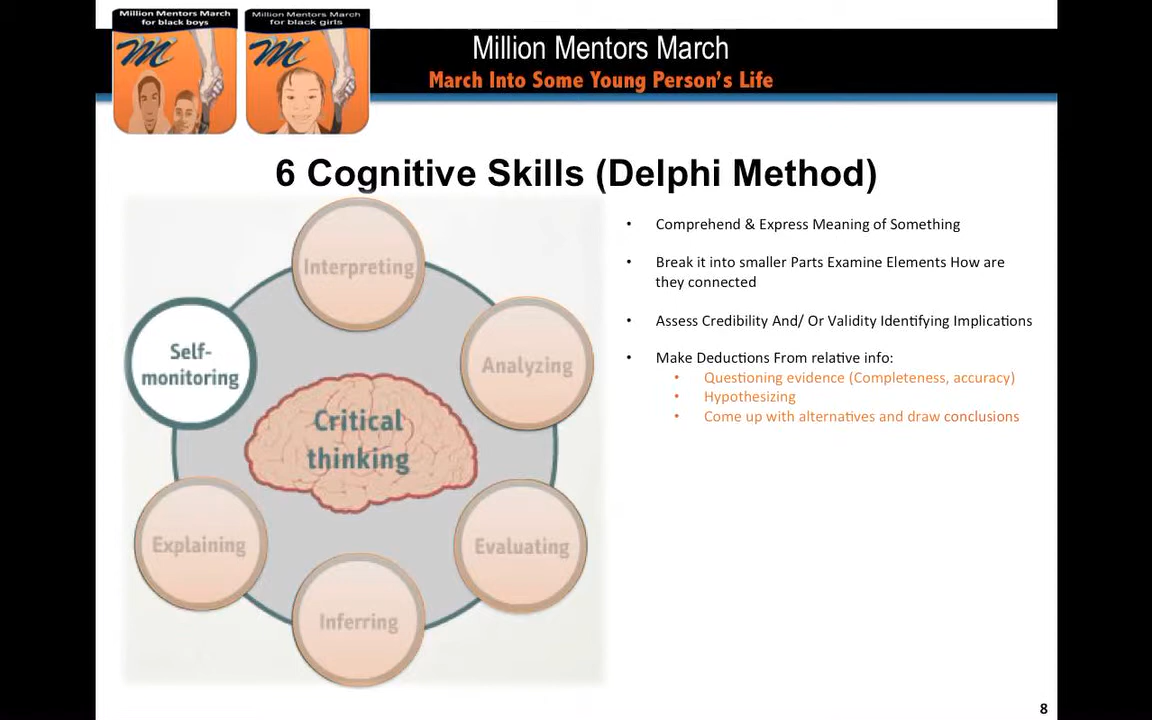 Million Mentors March
for black boys
Million Mentors March
for black girls
M
M
Million Mentors March
March Into Some Young Person's Life
6 Cognitive Skills (Delphi Method)
Interpreting
Self-
monitoring
Analyzing
Critical
thinking
Explaining
Evaluating
Inferring
• Comprehend & Express Meaning of Something
• Break it into smaller Parts Examine Elements How are
they connected
• Assess Credibility And/ Or Validity Identifying Implications
• Make Deductions From relative info:
• Questioning evidence (Completeness, accuracy)
• Hypothesizing
• Come up with alternatives and draw conclusions
8